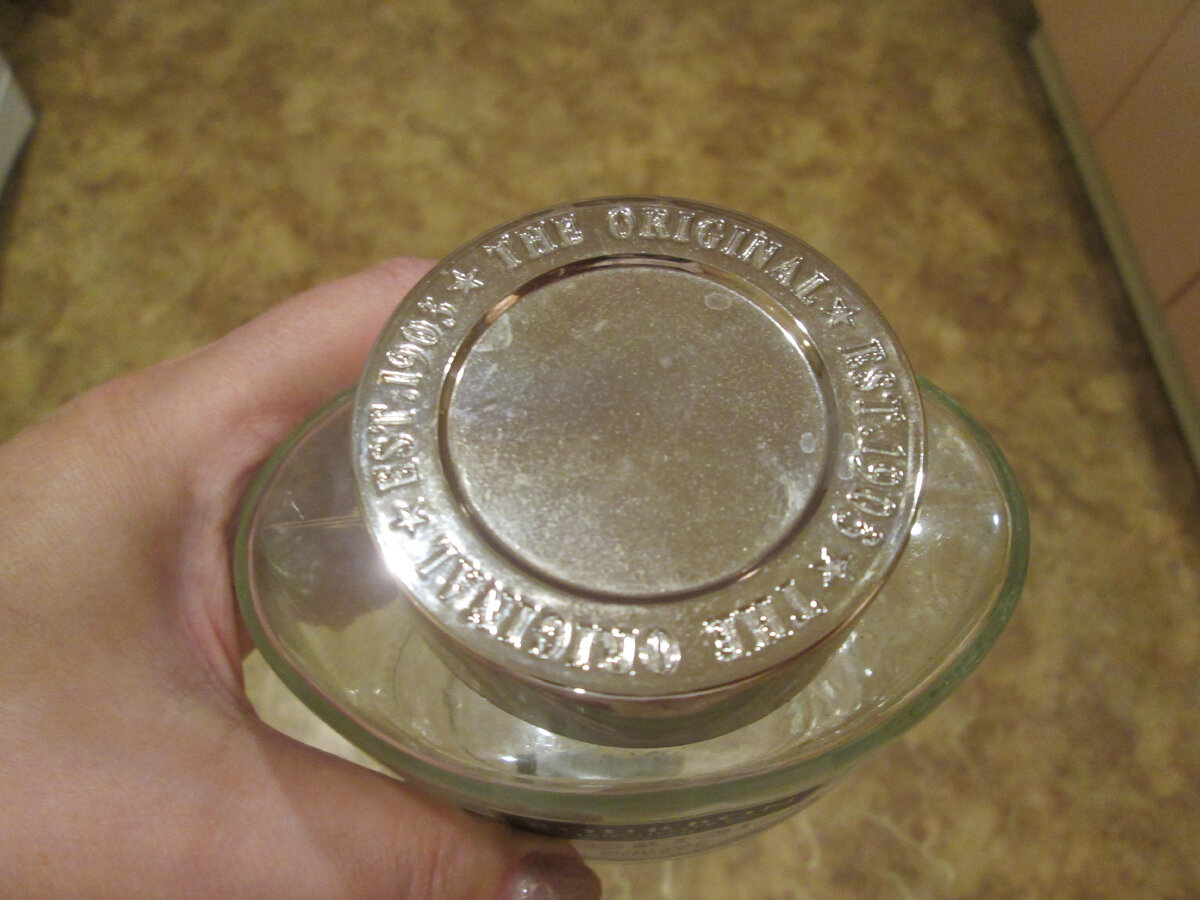 ★ THE ORIGINAL ★ EST.1903 ★ THE ORIGINAL ★ EST.1903